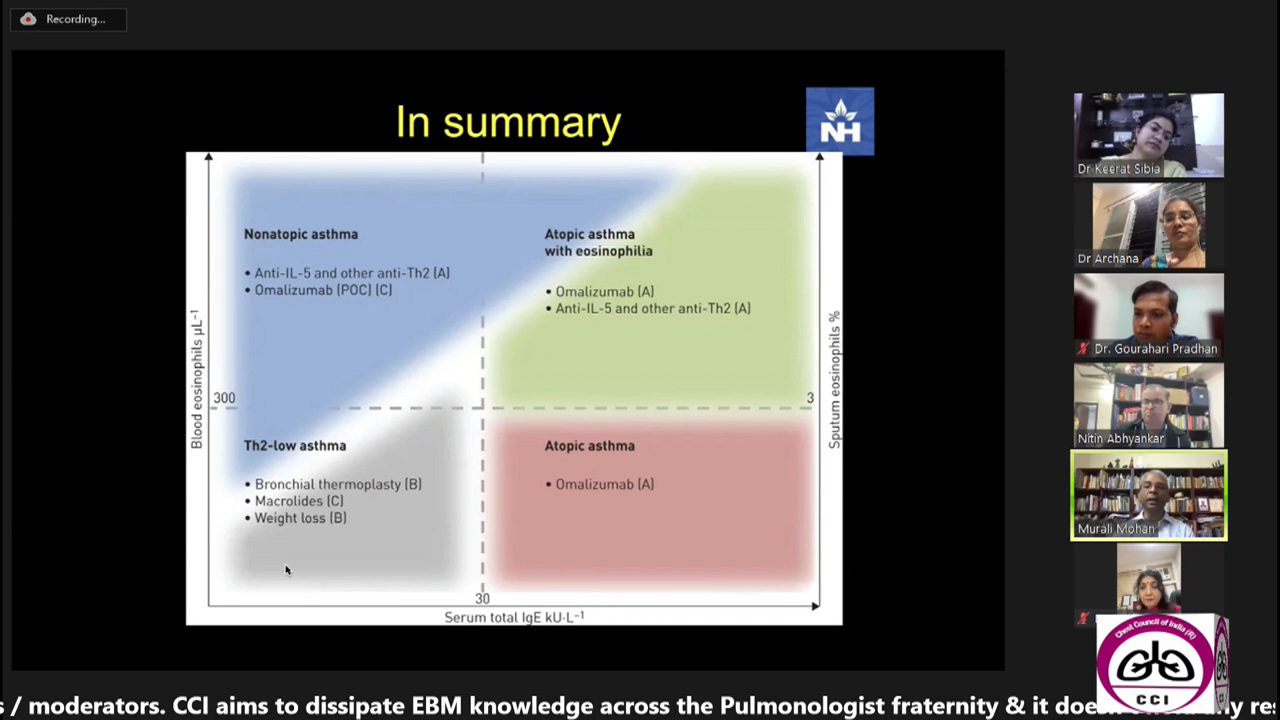 Recording...
In summary
NH
Nonatopic asthma
• Anti-IL-5 and other anti-Th2 (A)
• Omalizumab (POC) (C)
Atopic asthma
with eosinophilia
• Omalizumab (A)
• Anti-IL-5 and other anti-Th2 (A)
Blood eosinophils µL⁻¹
300
3
Sputum eosinophils %
Th2-low asthma
• Bronchial thermoplasty (B)
• Macrolides (C)
• Weight loss (B)
Atopic asthma
• Omalizumab (A)
30
Serum total IgE kU·L⁻¹
Dr Keerat Sibia
Dr Archana
Dr. Gourahari Pradhan
Nitin Abhyankar
Murali Mohan
Chest Council of India (R)
CCI
/ moderators. CCI aims to dissipate EBM knowledge across the Pulmonologist fraternity & it